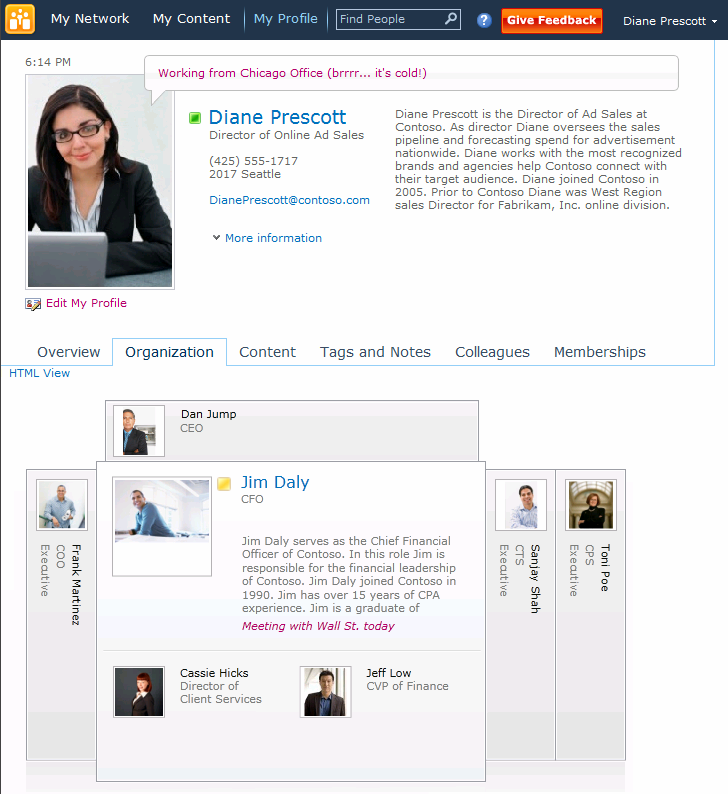 My Network My Content My Profile Find People ? Give Feedback Diane Prescott
6:14 PM
Working from Chicago Office (brrrr... it's cold!)
Diane Prescott
Director of Online Ad Sales
(425) 555-1717
2017 Seattle
DianePrescott@contoso.com
More information
Diane Prescott is the Director of Ad Sales at
Contoso. As director Diane oversees the sales
pipeline and forecasting spend for advertisement
nationwide. Diane works with the most recognized
brands and agencies help Contoso connect with
their target audience. Diane joined Contoso in
2005. Prior to Contoso Diane was West Region
sales Director for Fabrikam, Inc. online division.
Edit My Profile
Overview Organization Content Tags and Notes Colleagues Memberships
HTML View
Dan Jump
CEO
Frank Martinez
COO
Executive
Jim Daly
CFO
Jim Daly serves as the Chief Financial
Officer of Contoso. In this role Jim is
responsible for the financial leadership
of Contoso. Jim Daly joined Contoso in
1990. Jim has over 15 years of CPA
experience. Jim is a graduate of
Meeting with Wall St. today
Cassie Hicks
Director of
Client Services
Jeff Low
CVP of Finance
Sanjay Shah
CTS
Executive
Toni Poe
CPS
Executive